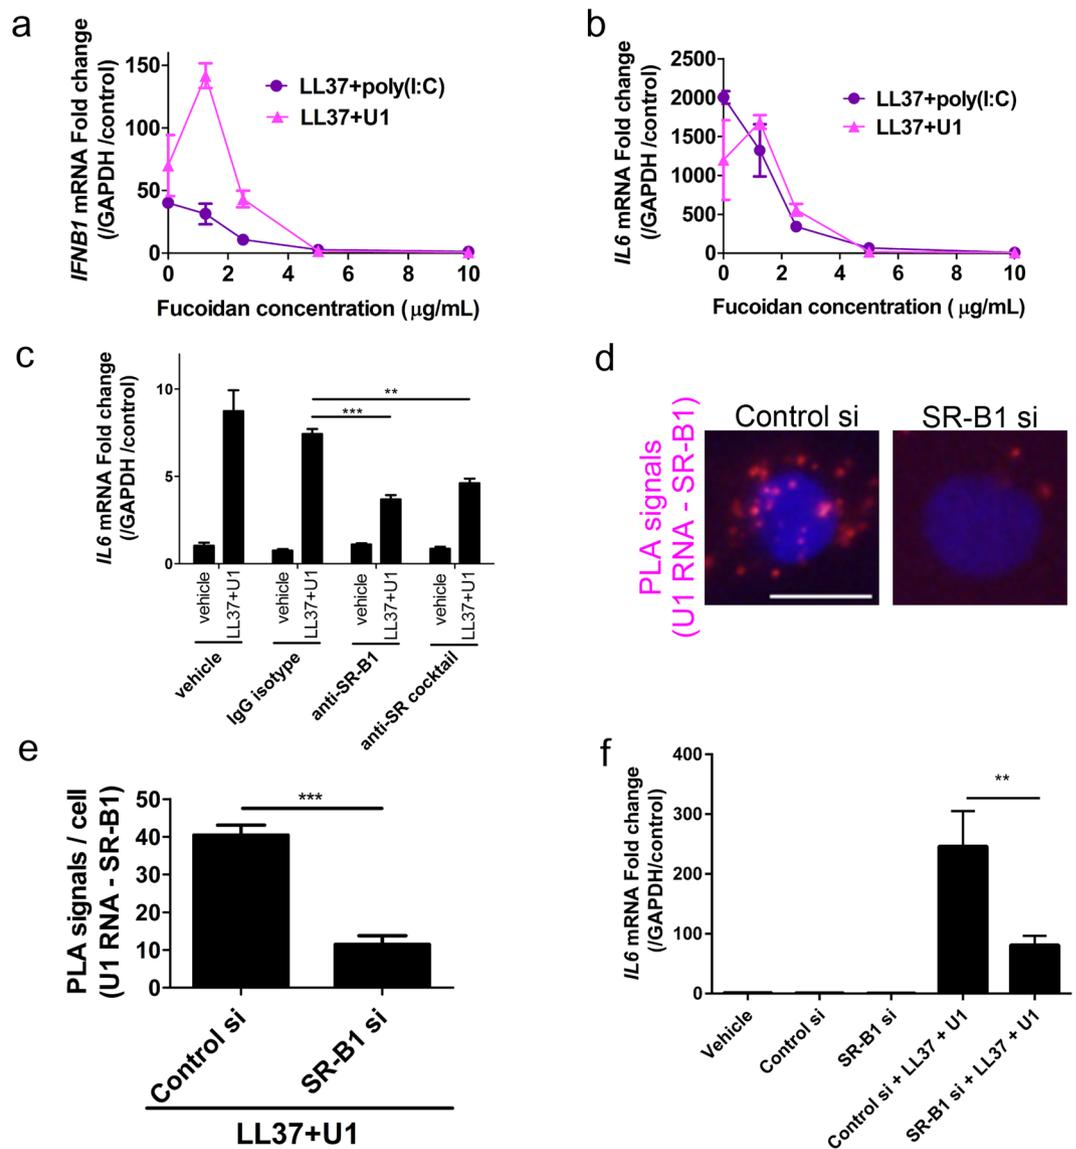 a
IFNB1 mRNA Fold change
(/GAPDH /control)
150
100
50
0
0 2 4 6 8 10
Fucoidan concentration ( μg/mL)
LL37+poly(I:C)
LL37+U1
b
IL6 mRNA Fold change
(/GAPDH /control)
2500
2000
1500
1000
500
0
0 2 4 6 8 10
Fucoidan concentration ( μg/mL)
LL37+poly(I:C)
LL37+U1
c
IL6 mRNA Fold change
(/GAPDH /control)
10
5
0
**
***
vehicle
LL37+U1
vehicle
LL37+U1
vehicle
LL37+U1
vehicle
LL37+U1
vehicle
IgG isotype
anti-SR-B1
anti-SR cocktail
d
Control si
SR-B1 si
PLA signals
(U1 RNA - SR-B1)
e
PLA signals / cell
(U1 RNA - SR-B1)
50
40
30
20
10
0
***
Control si
SR-B1 si
LL37+U1
f
IL6 mRNA Fold change
(/GAPDH/control)
400
300
200
100
0
**
Vehicle
Control si
SR-B1 si
Control si + LL37 + U1
SR-B1 si + LL37 + U1